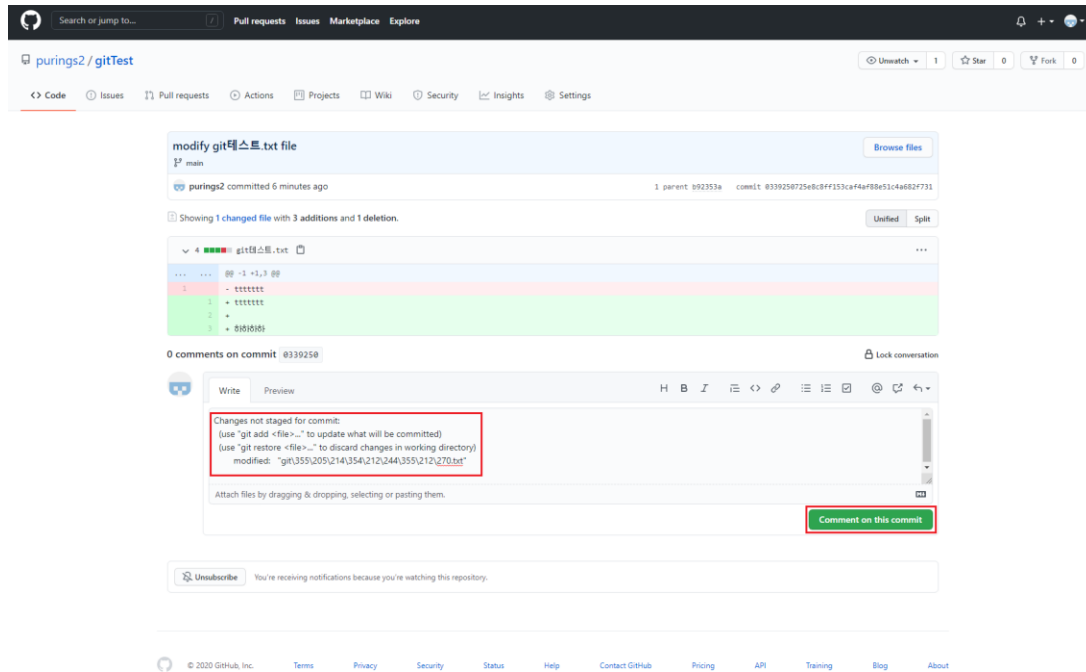 Search or jump to... /
Pull requests Issues Marketplace Explore
purings2 / gitTest
Unwatch 1 Star 0 Fork 0
Code Issues Pull requests Actions Projects Wiki Security Insights Settings
modify git테스트.txt file
Browse files
main
purings2 committed 6 minutes ago
1 parent b92353a commit 0339250725e8c8ff153caf4af88e51c4a682f731
Showing 1 changed file with 3 additions and 1 deletion.
Unified Split
4 git테스트.txt ...
... ... @@ -1 +1,3 @@
1 - ttttttt
1 + ttttttt
2 +
3 + 하하하하
0 comments on commit 0339250
Lock conversation
Write Preview
H B I
Changes not staged for commit:
(use "git add <file>..." to update what will be committed)
(use "git restore <file>..." to discard changes in working directory)
modified: "git\355\205\214\354\212\244\355\212\270.txt"
Attach files by dragging & dropping, selecting or pasting them.
Comment on this commit
Unsubscribe You're receiving notifications because you're watching this repository.
© 2020 GitHub, Inc. Terms Privacy Security Status Help Contact GitHub Pricing API Training Blog About